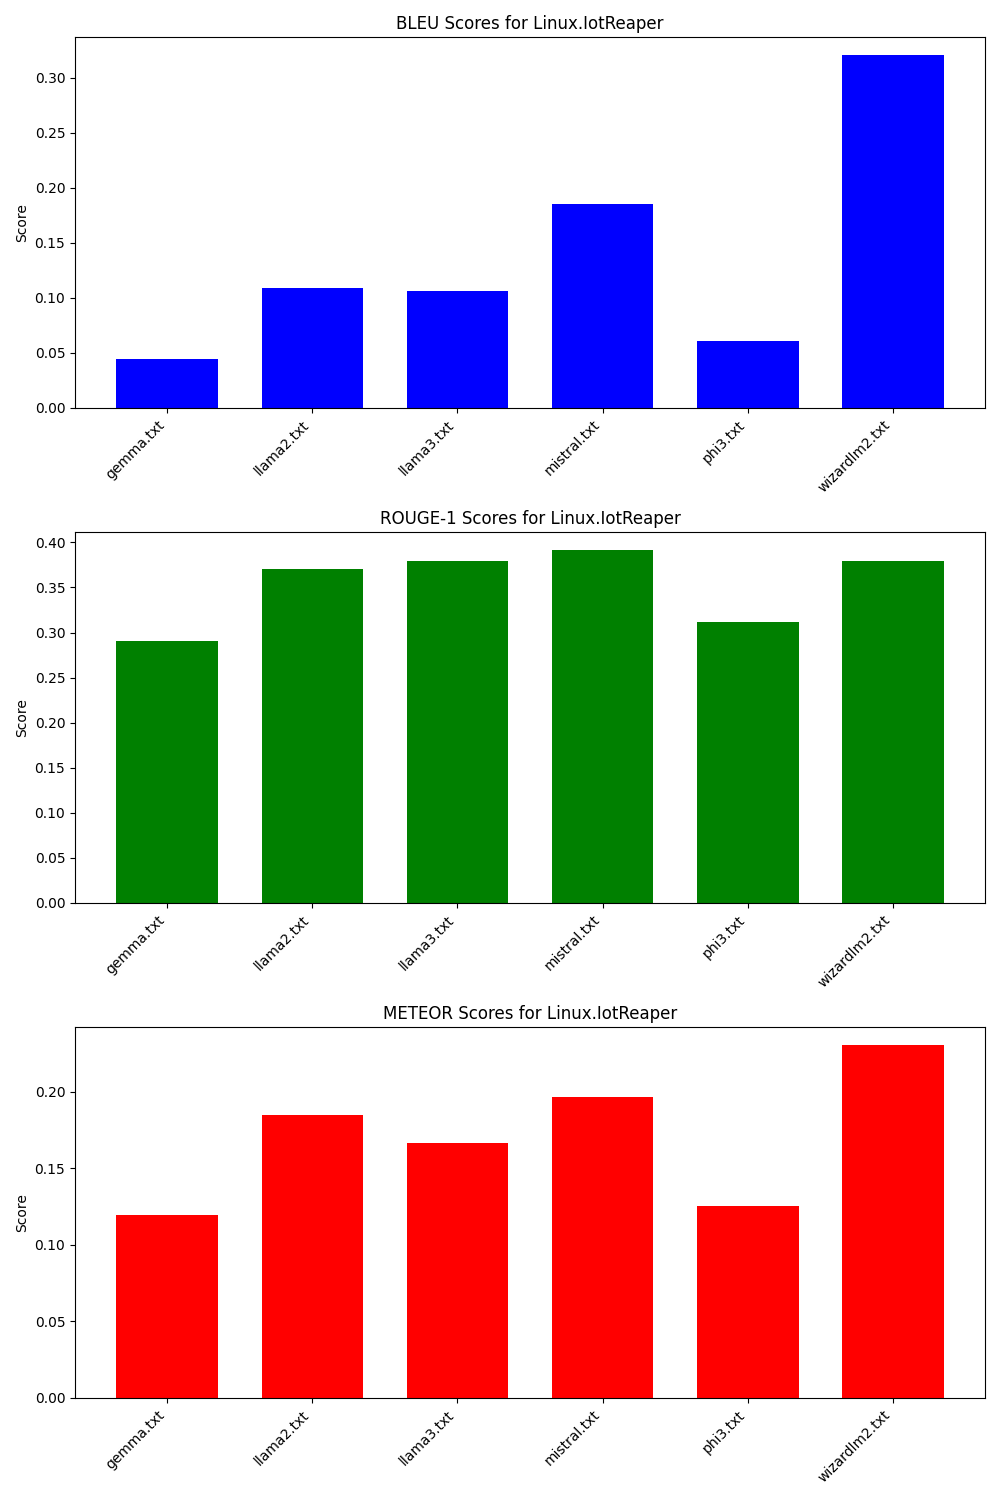 BLEU Scores for Linux.IotReaper
Score
0.30
0.25
0.20
0.15
0.10
0.05
0.00
gemma.txt
llama2.txt
llama3.txt
mistral.txt
phi3.txt
wizardlm2.txt
ROUGE-1 Scores for Linux.IotReaper
Score
0.40
0.35
0.30
0.25
0.20
0.15
0.10
0.05
0.00
gemma.txt
llama2.txt
llama3.txt
mistral.txt
phi3.txt
wizardlm2.txt
METEOR Scores for Linux.IotReaper
Score
0.20
0.15
0.10
0.05
0.00
gemma.txt
llama2.txt
llama3.txt
mistral.txt
phi3.txt
wizardlm2.txt